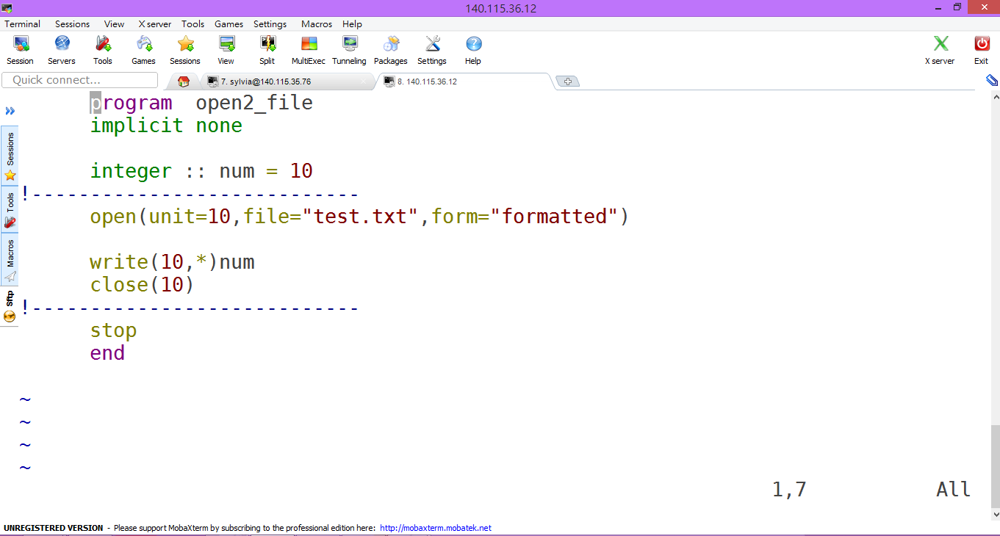 140.115.36.12
Terminal Sessions View X server Tools Games Settings Macros Help
Session Servers Tools Games Sessions View Split MultiExec Tunneling Packages Settings Help X server Exit
Quick connect...
7. sylvia@140.115.35.76
8. 140.115.36.12
Sessions
Tools
Macros
Sftp
program  open2_file
implicit none
integer :: num = 10
!----------------------------
open(unit=10,file="test.txt",form="formatted")
write(10,*)num
close(10)
!----------------------------
stop
end
~
~
~
~
1,7 All
UNREGISTERED VERSION - Please support MobaXterm by subscribing to the professional edition here: http://mobaxterm.mobatek.net